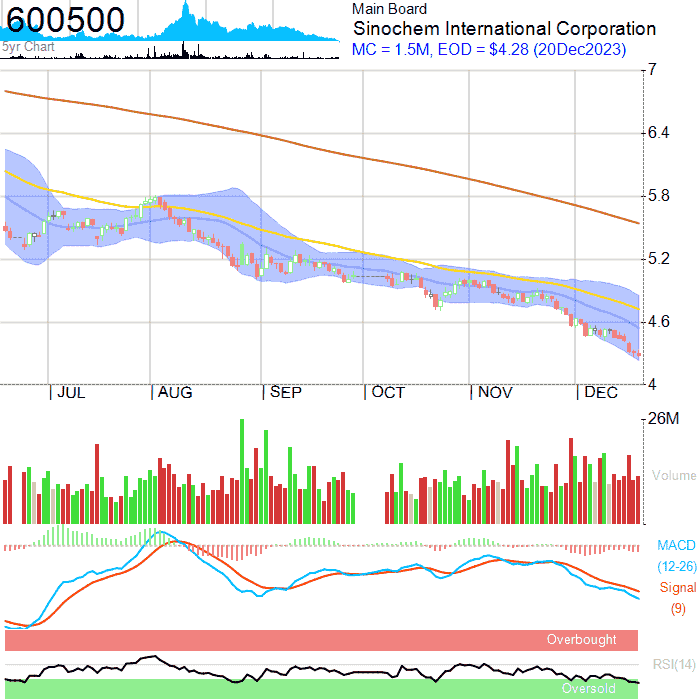 600500
5yr Chart
Main Board
Sinochem International Corporation
MC = 1.5M, EOD = $4.28 (20Dec2023)
7
6.4
5.8
5.2
4.6
4
JUL AUG SEP OCT NOV DEC
26M
Volume
MACD
(12-26)
Signal
(9)
Overbought
RSI(14)
Oversold